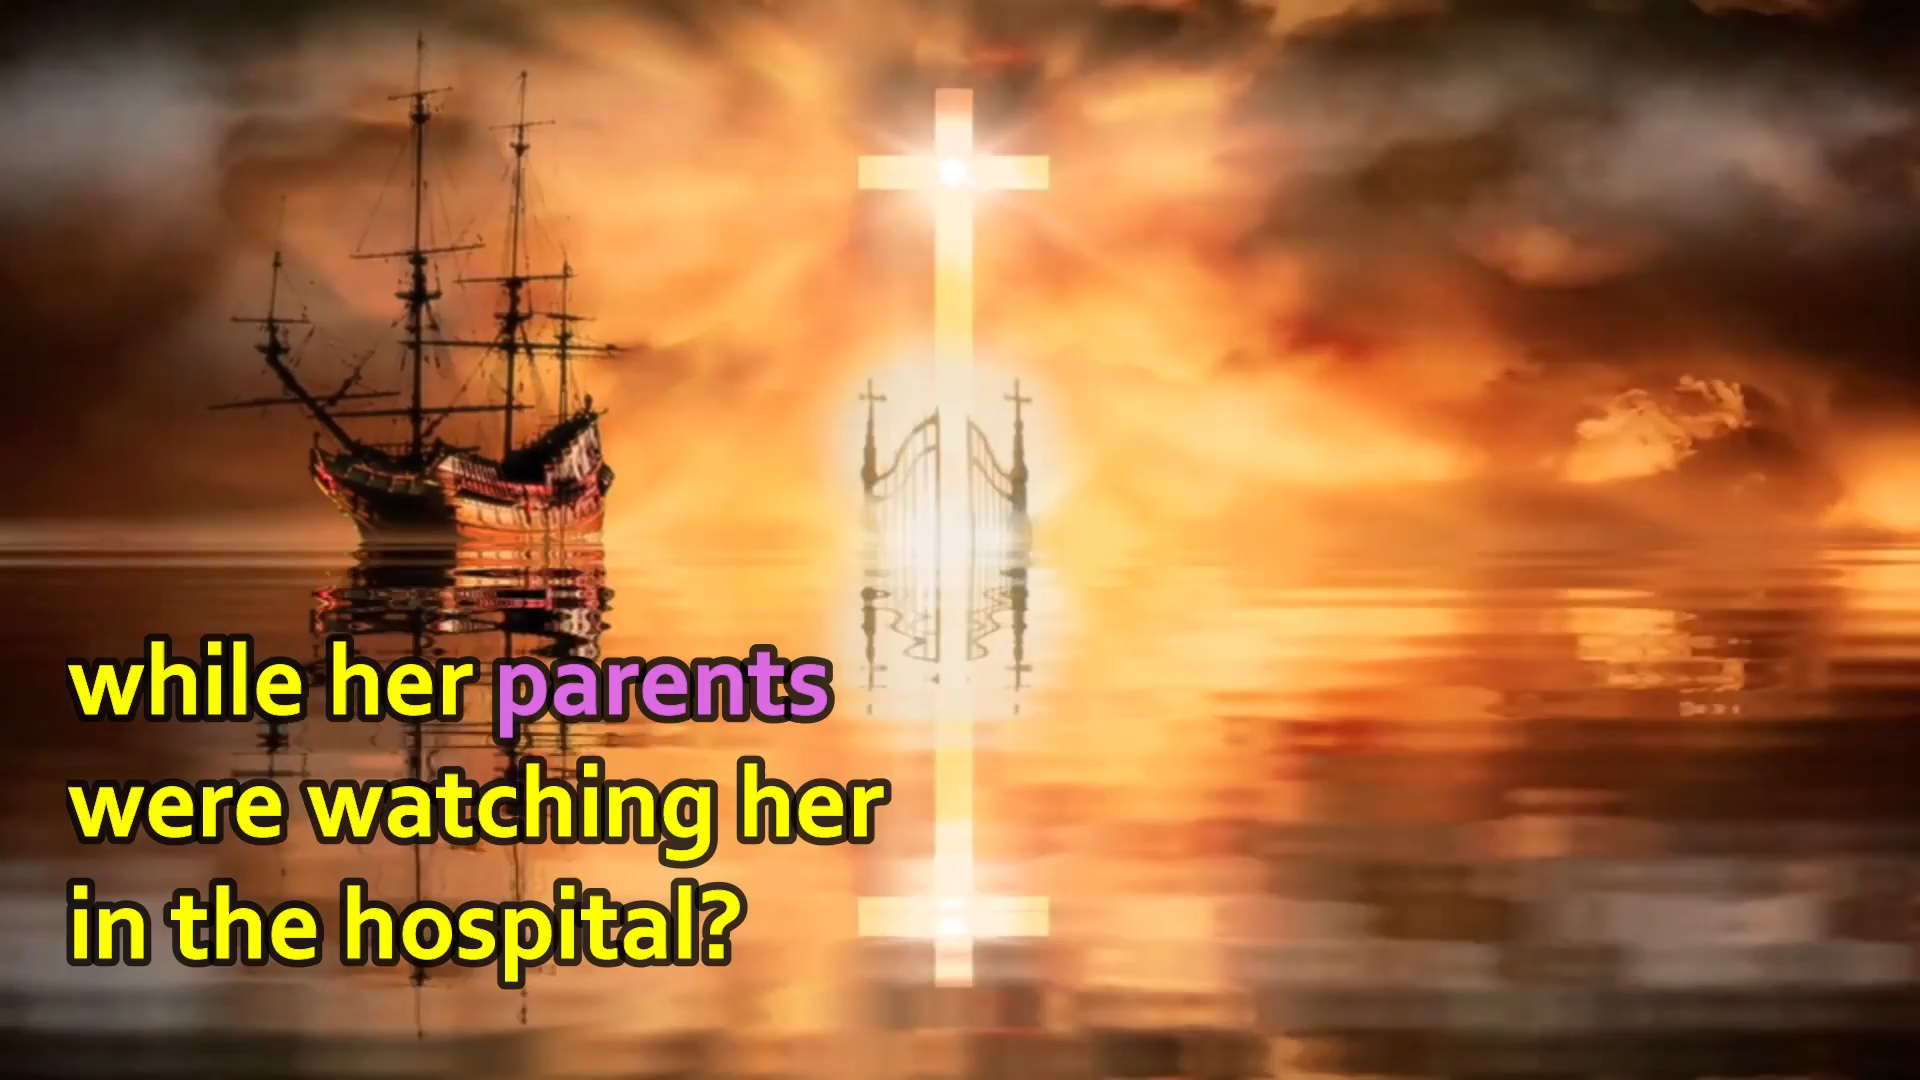 while her parents
were watching her
in the hospital?